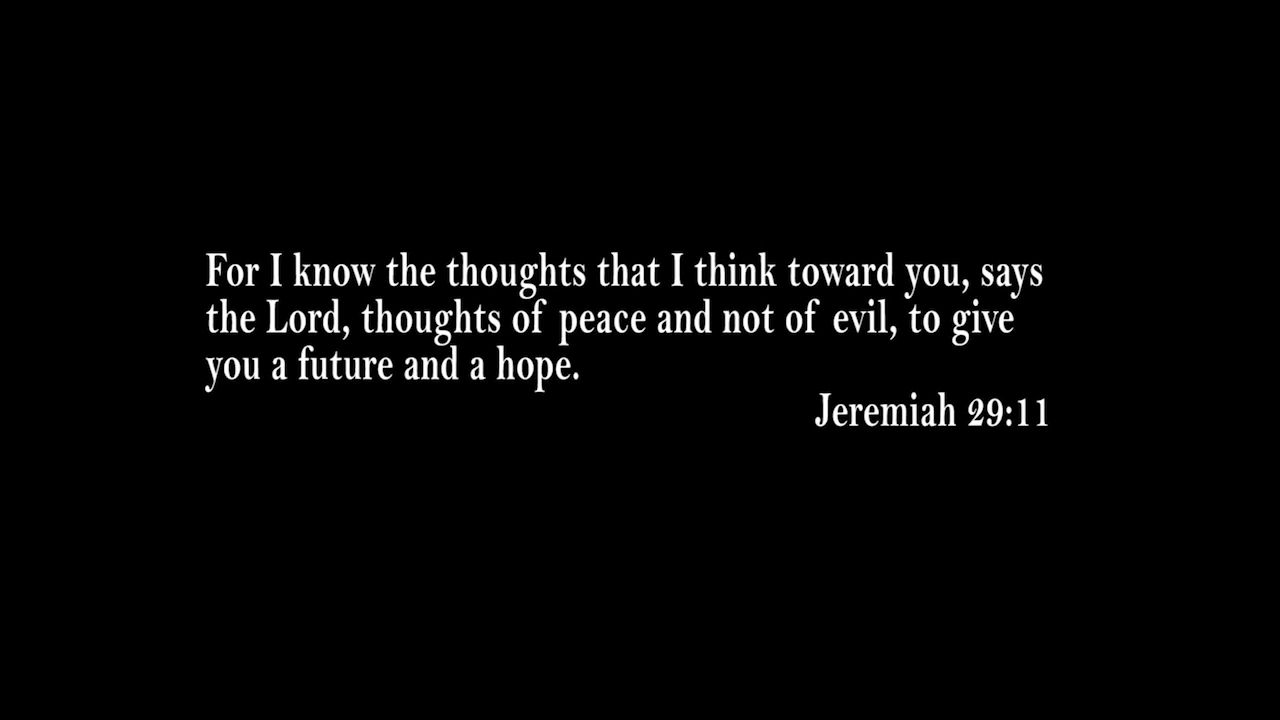 For I know the thoughts that I think toward you, says
the Lord, thoughts of peace and not of evil, to give
you a future and a hope.
Jeremiah 29:11